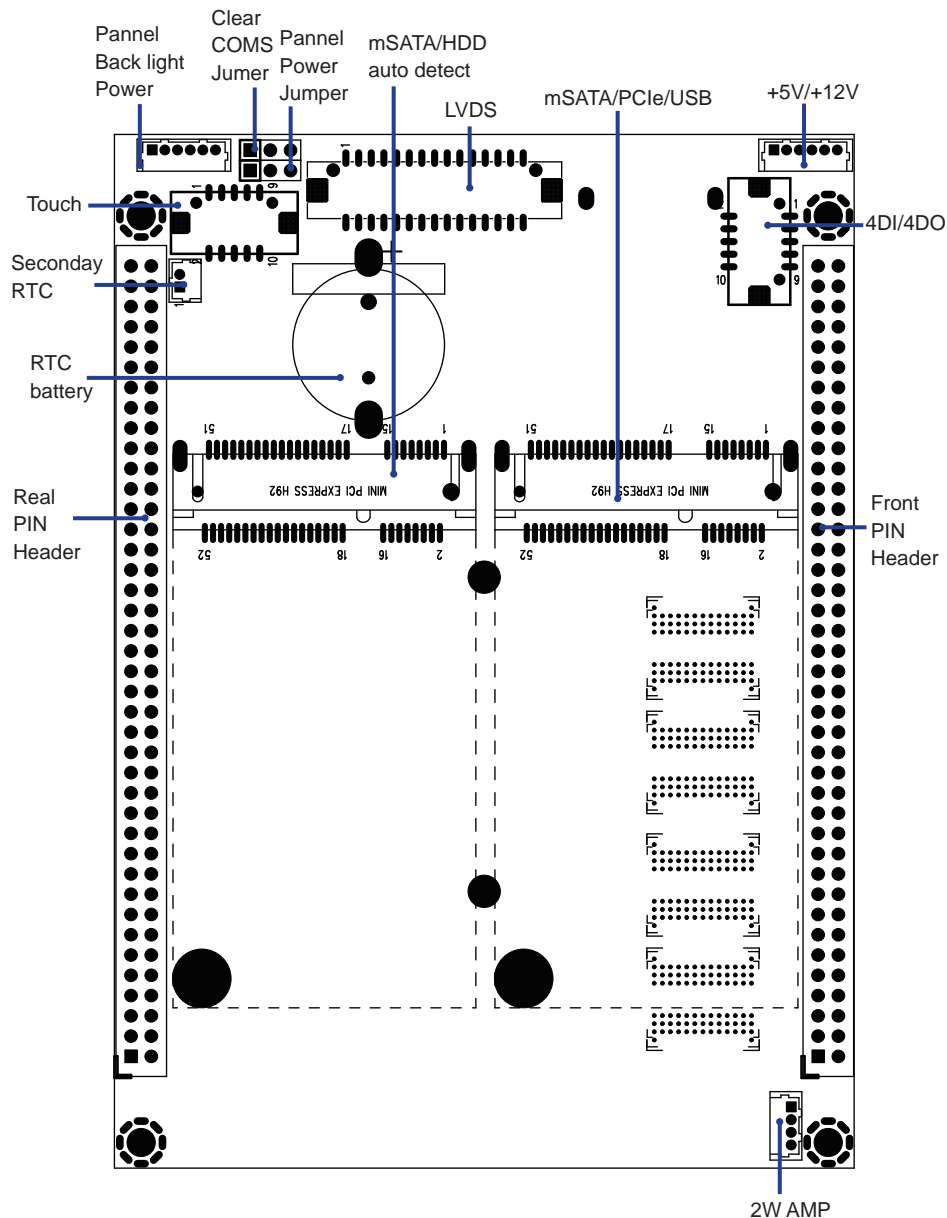 Pannel
Back light
Power
Clear
COMS
Jumer
Pannel
Power
Jumper
mSATA/HDD
auto detect
LVDS
mSATA/PCIe/USB
+5V/+12V
1
1
9
2
10
Touch
1
10
6
4DI/4DO
Seconday
RTC
1
RTC
battery
51
17
15
1
51
17
15
1
MINI PCI EXPRESS H92
MINI PCI EXPRESS H92
Real
PIN
Header
Front
PIN
Header
52
18
16
2
52
18
16
2
2W AMP